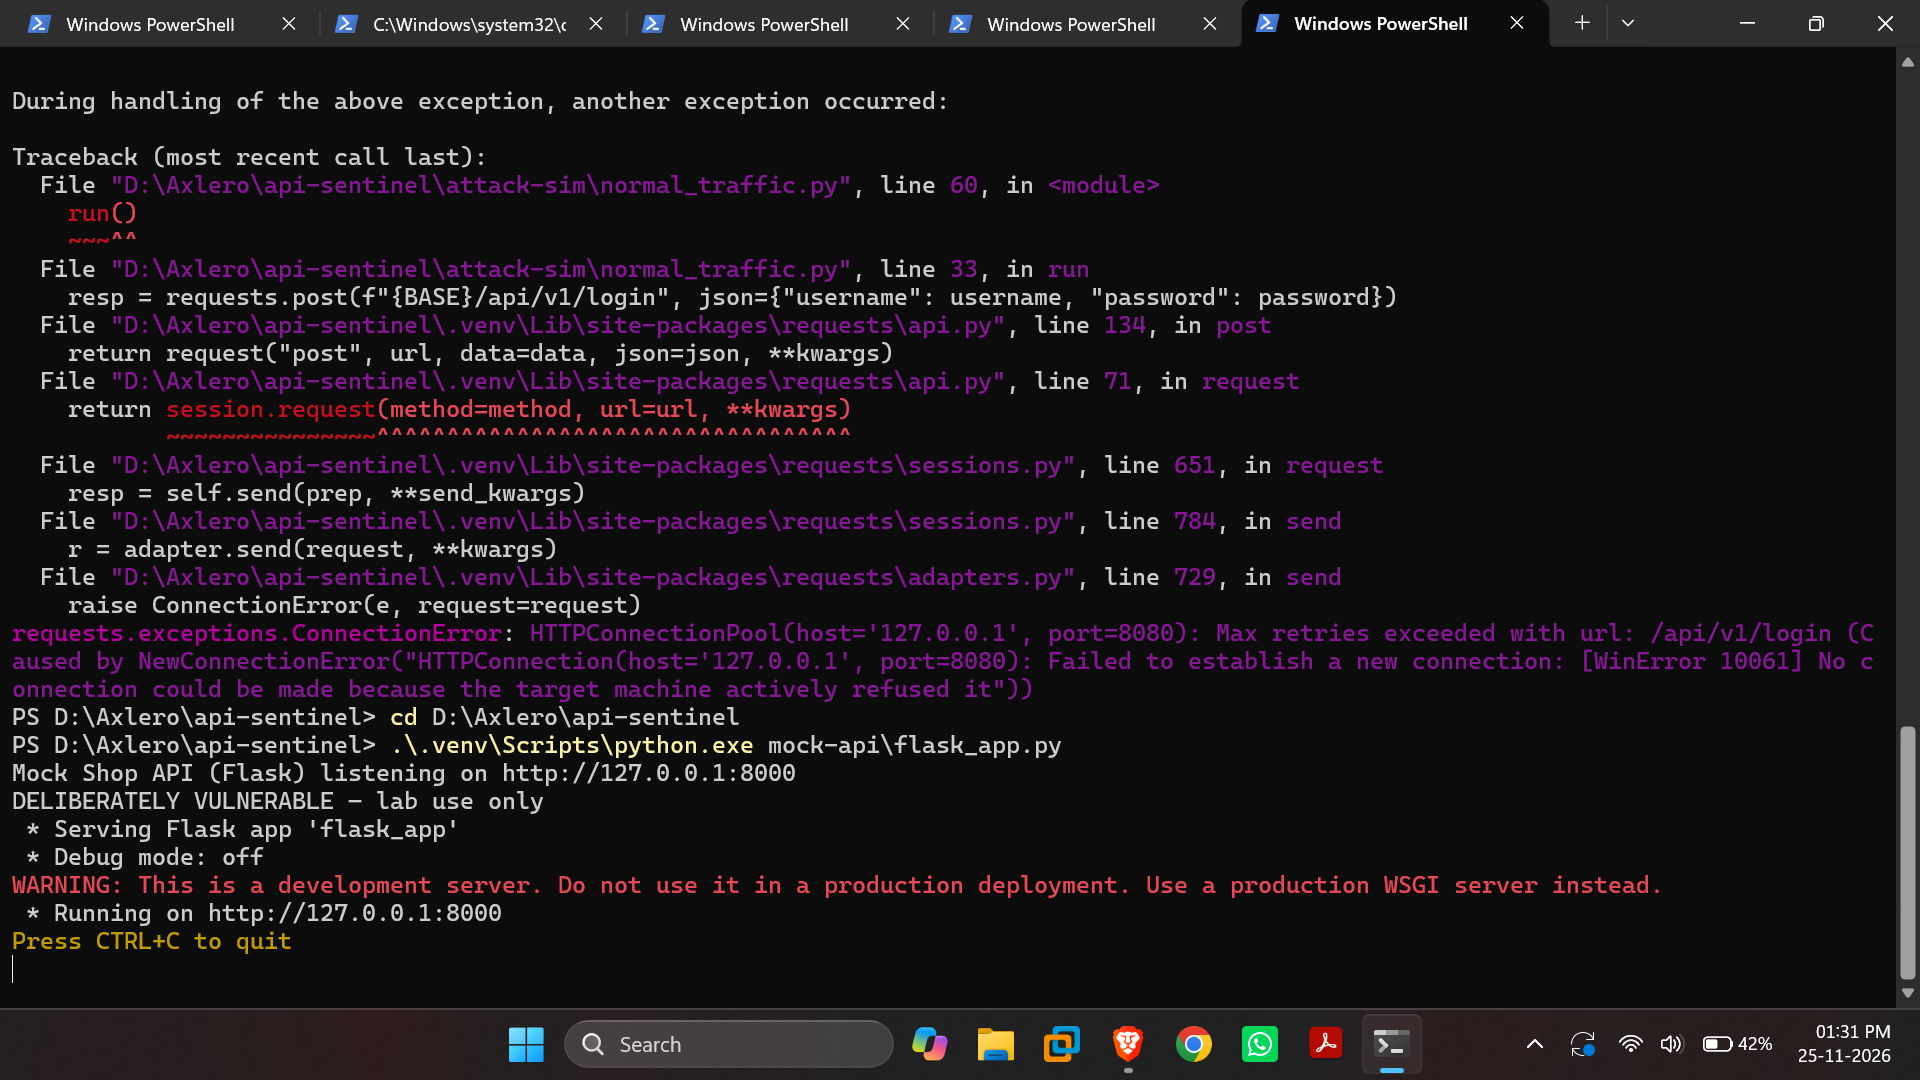 Windows PowerShell
C:\Windows\system32\c
Windows PowerShell
Windows PowerShell
Windows PowerShell
During handling of the above exception, another exception occurred:
Traceback (most recent call last):
  File "D:\Axlero\api-sentinel\attack-sim\normal_traffic.py", line 60, in <module>
    run()
    ~~~^^
  File "D:\Axlero\api-sentinel\attack-sim\normal_traffic.py", line 33, in run
    resp = requests.post(f"{BASE}/api/v1/login", json={"username": username, "password": password})
  File "D:\Axlero\api-sentinel\.venv\Lib\site-packages\requests\api.py", line 134, in post
    return request("post", url, data=data, json=json, **kwargs)
  File "D:\Axlero\api-sentinel\.venv\Lib\site-packages\requests\api.py", line 71, in request
    return session.request(method=method, url=url, **kwargs)
           ~~~~~~~~~~~~~~~^^^^^^^^^^^^^^^^^^^^^^^^^^^^^^^^^^
  File "D:\Axlero\api-sentinel\.venv\Lib\site-packages\requests\sessions.py", line 651, in request
    resp = self.send(prep, **send_kwargs)
  File "D:\Axlero\api-sentinel\.venv\Lib\site-packages\requests\sessions.py", line 784, in send
    r = adapter.send(request, **kwargs)
  File "D:\Axlero\api-sentinel\.venv\Lib\site-packages\requests\adapters.py", line 729, in send
    raise ConnectionError(e, request=request)
requests.exceptions.ConnectionError: HTTPConnectionPool(host='127.0.0.1', port=8080): Max retries exceeded with url: /api/v1/login (C
aused by NewConnectionError("HTTPConnection(host='127.0.0.1', port=8080): Failed to establish a new connection: [WinError 10061] No c
onnection could be made because the target machine actively refused it"))
PS D:\Axlero\api-sentinel> cd D:\Axlero\api-sentinel
PS D:\Axlero\api-sentinel> .\.venv\Scripts\python.exe mock-api\flask_app.py
Mock Shop API (Flask) listening on http://127.0.0.1:8000
DELIBERATELY VULNERABLE — lab use only
 * Serving Flask app 'flask_app'
 * Debug mode: off
WARNING: This is a development server. Do not use it in a production deployment. Use a production WSGI server instead.
 * Running on http://127.0.0.1:8000
Press CTRL+C to quit
Search
42%
01:31 PM
25-11-2026